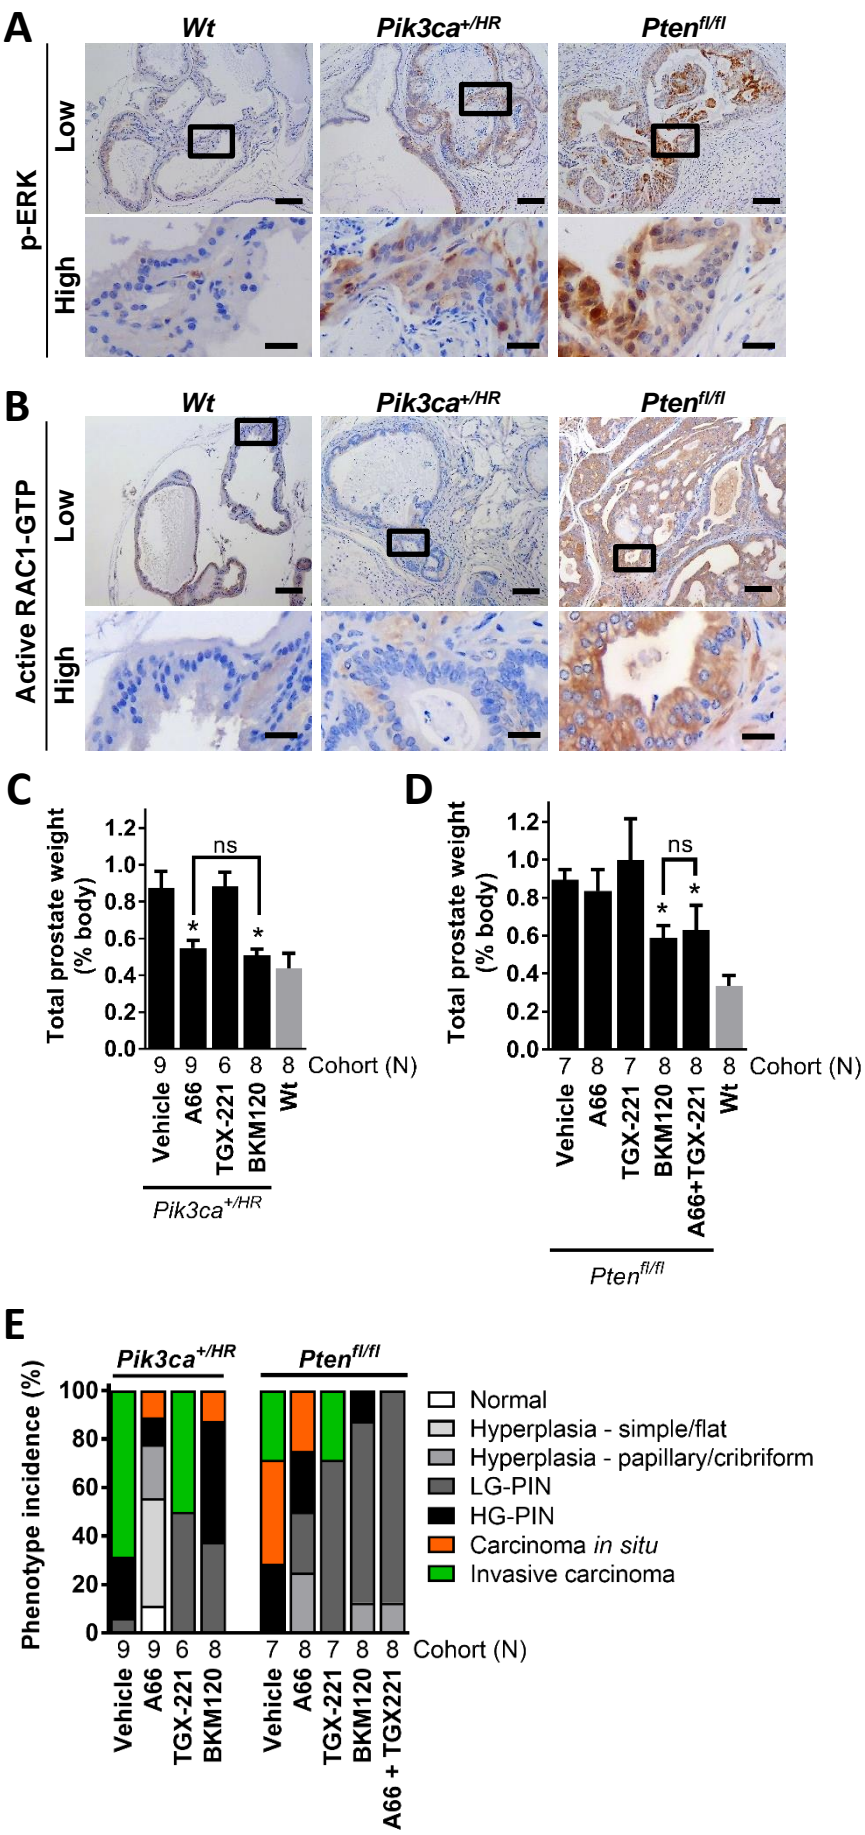 A
Wt Pik3ca+/HR Ptenfl/fl
p-ERK
Low
High
B
Wt Pik3ca+/HR Ptenfl/fl
Active RAC1-GTP
Low
High
C
Total prostate weight
(% body)
1.2
1.0
0.8
0.6
0.4
0.2
0.0
ns
*
*
9 9 6 8 8 Cohort (N)
Vehicle
A66
TGX-221
BKM120
Wt
Pik3ca+/HR
D
Total prostate weight
(% body)
1.2
1.0
0.8
0.6
0.4
0.2
0.0
ns
*
*
7 8 7 8 8 8 Cohort (N)
Vehicle
A66
TGX-221
BKM120
A66+TGX-221
Wt
Ptenfl/fl
E
Pik3ca+/HR Ptenfl/fl
Phenotype incidence (%)
100
80
60
40
20
0
Normal
Hyperplasia - simple/flat
Hyperplasia - papillary/cribriform
LG-PIN
HG-PIN
Carcinoma in situ
Invasive carcinoma
9 9 6 8 7 8 7 8 8 Cohort (N)
Vehicle
A66
TGX-221
BKM120
Vehicle
A66
TGX-221
BKM120
A66 + TGX221